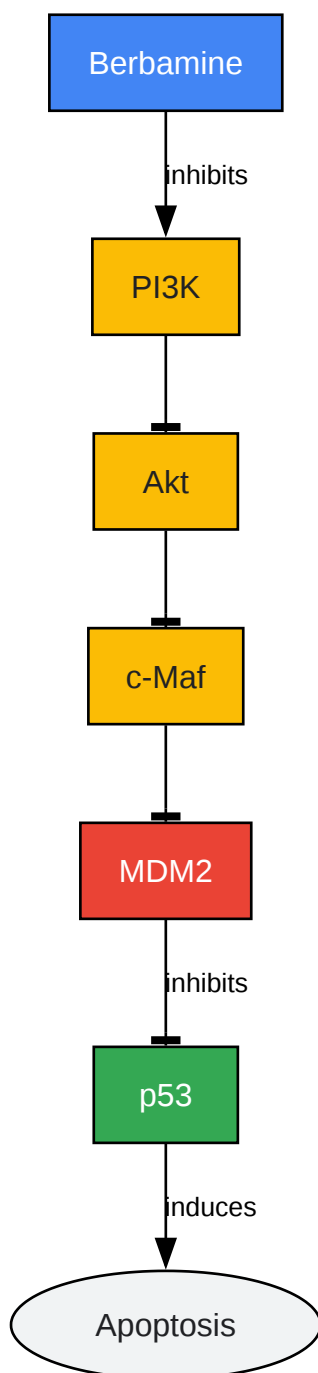 Berbamine
inhibits
PI3K
Akt
c-Maf
MDM2
inhibits
p53
induces
Apoptosis